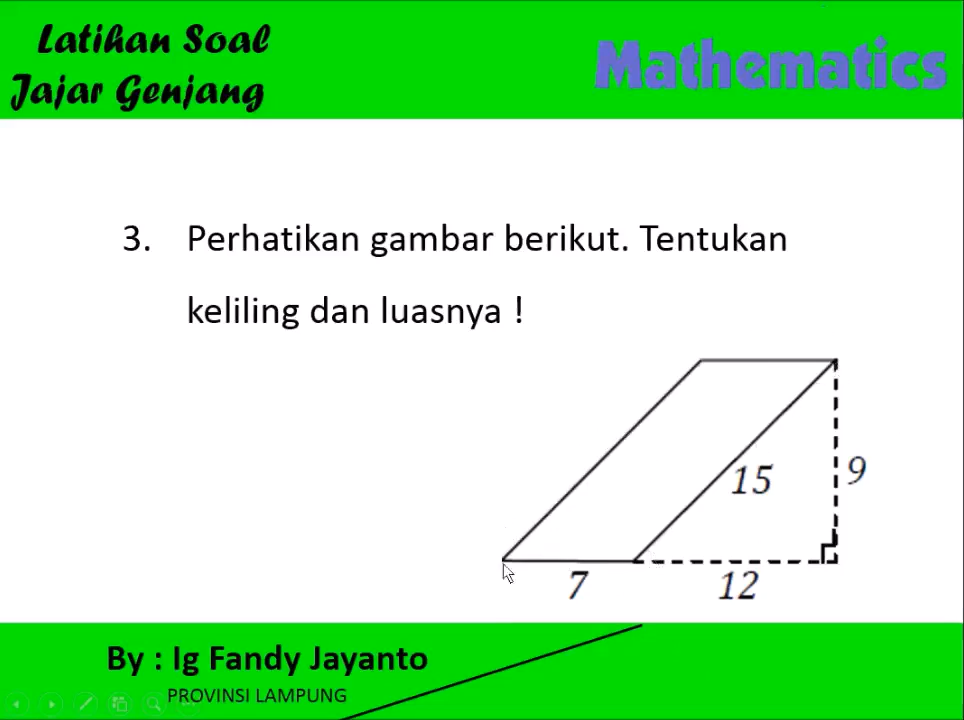 Latihan Soal
Jajar Genjang
Mathematics
3. Perhatikan gambar berikut. Tentukan
keliling dan luasnya !
15
9
7
12
By : Ig Fandy Jayanto
PROVINSI LAMPUNG